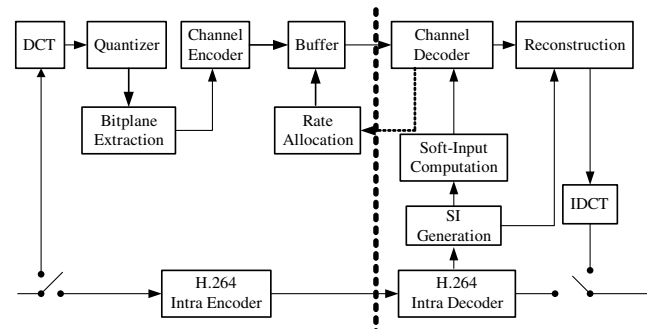 DCT
Quantizer
Channel
Encoder
Buffer
Channel
Decoder
Reconstruction
Bitplane
Extraction
Rate
Allocation
Soft-Input
Computation
IDCT
SI
Generation
H.264
Intra Encoder
H.264
Intra Decoder